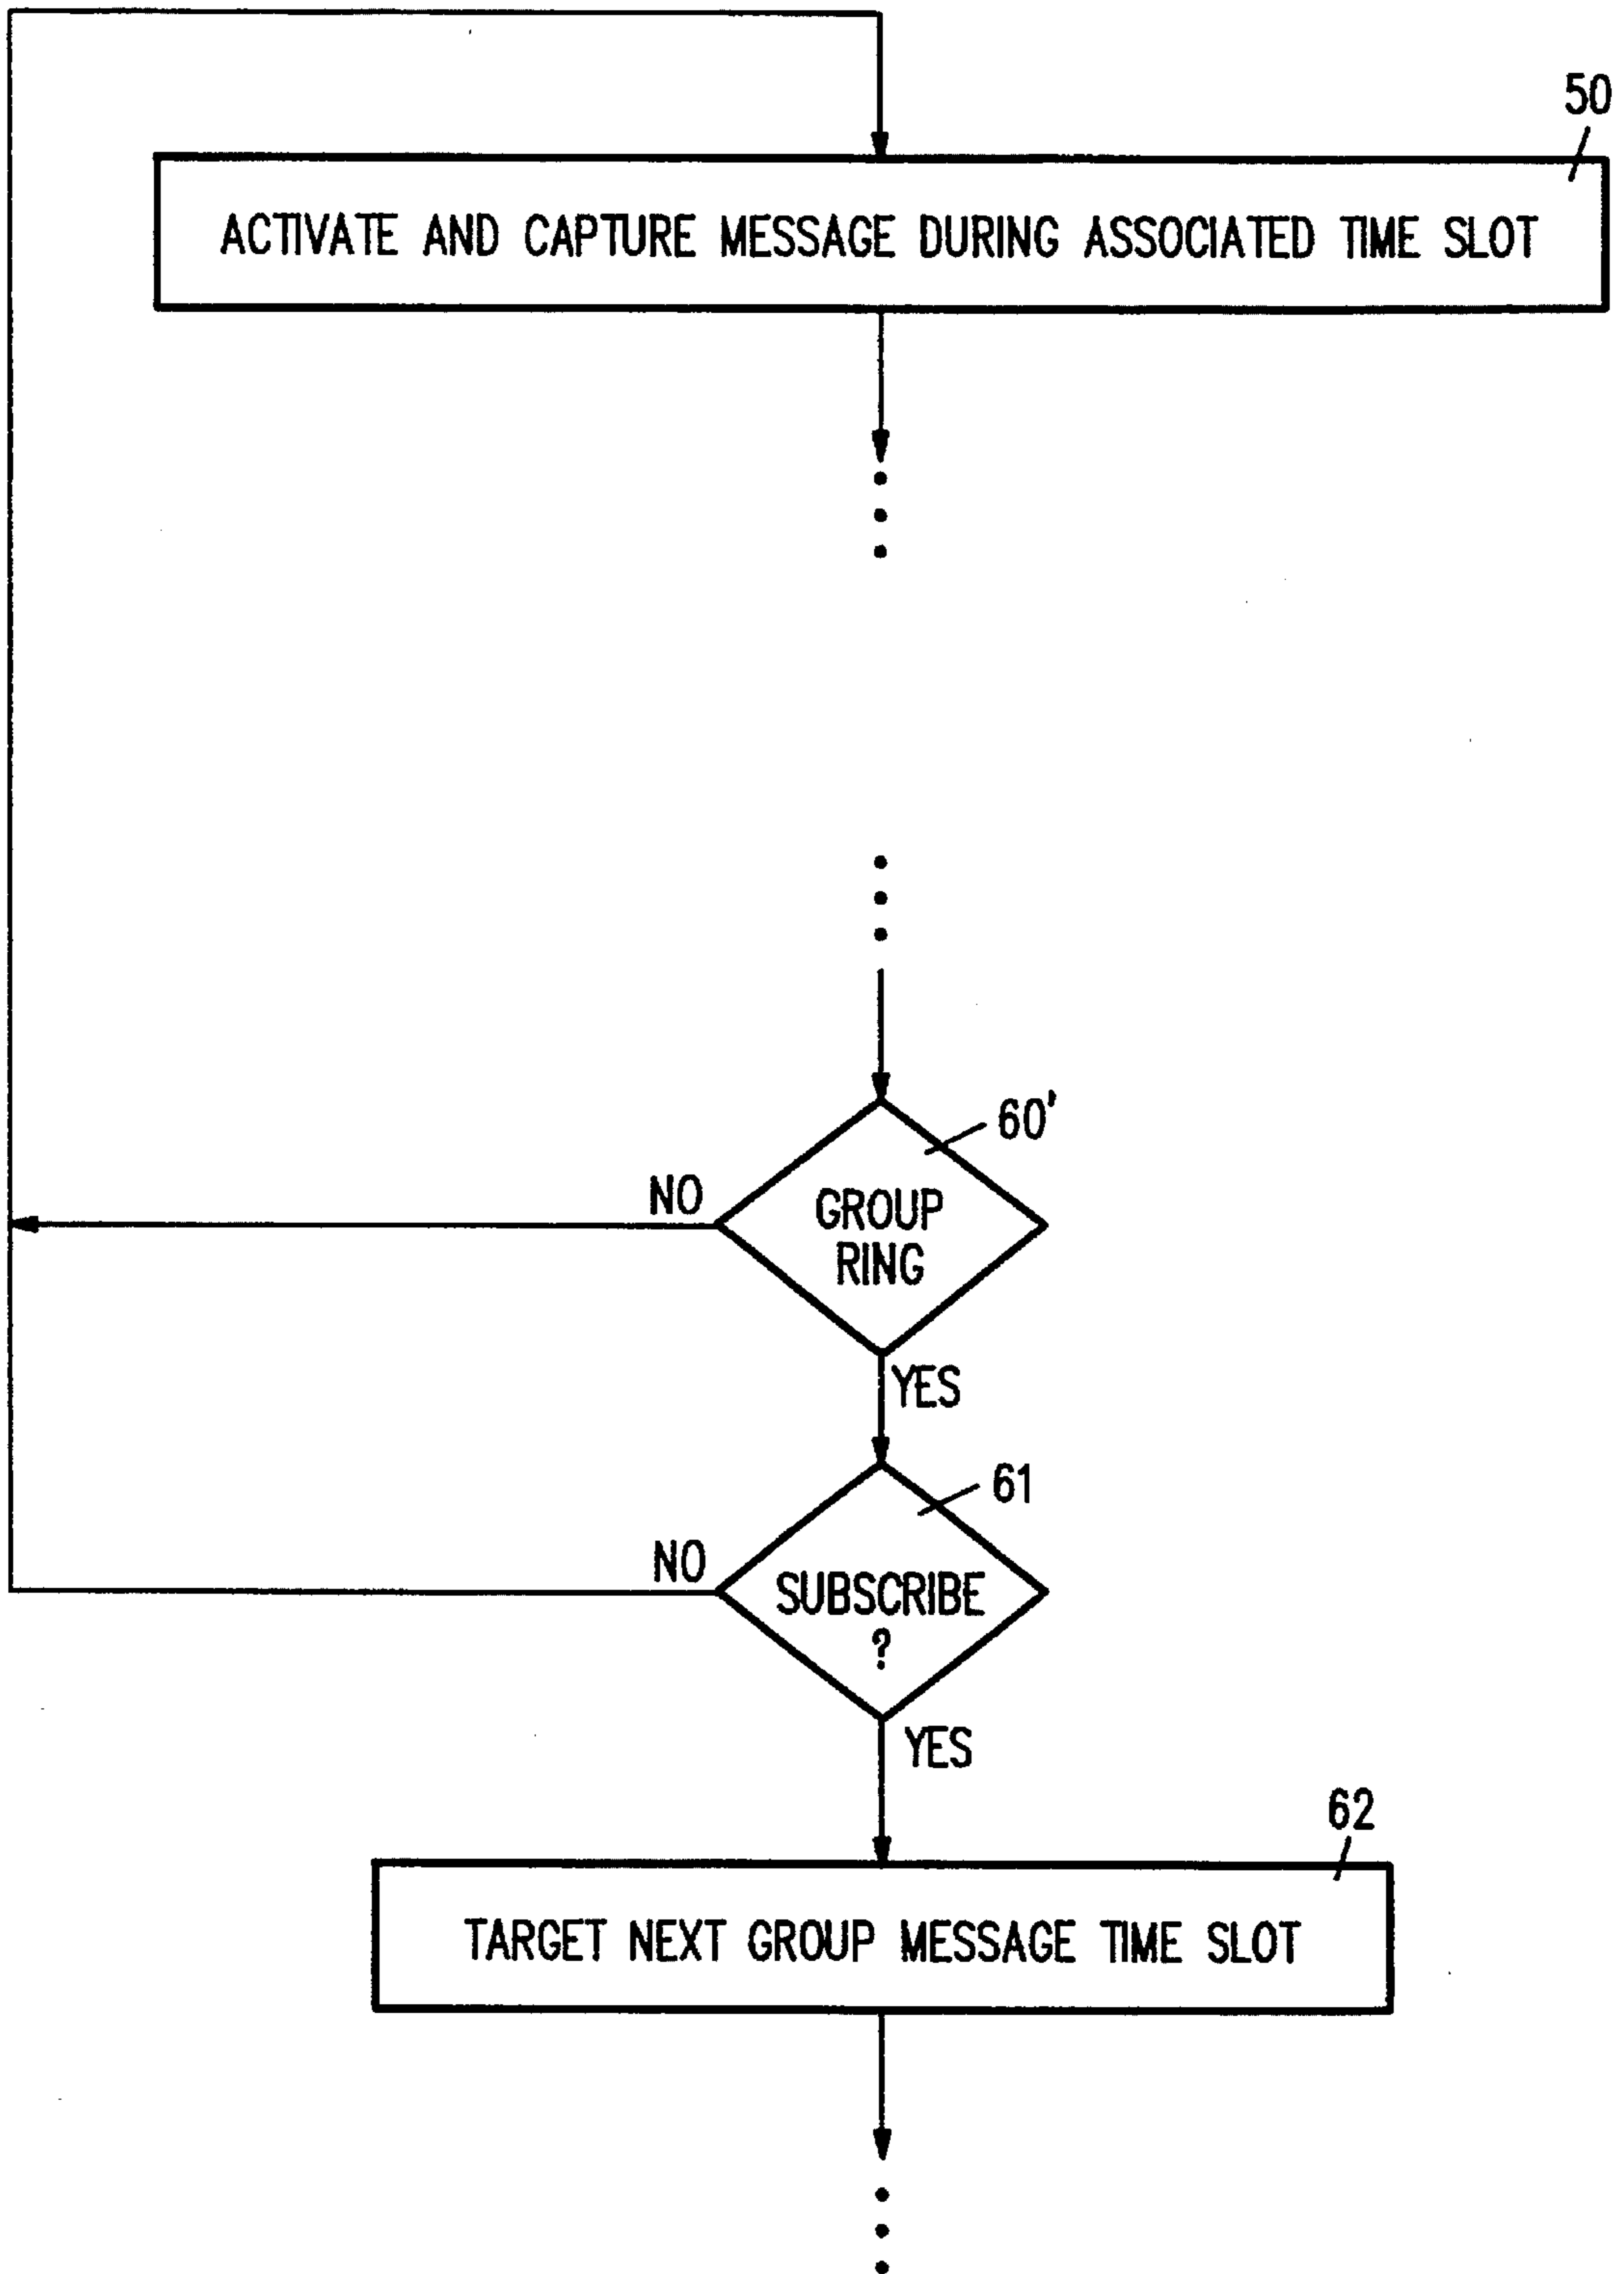 50
ACTIVATE AND CAPTURE MESSAGE DURING ASSOCIATED TIME SLOT
60'
NO
GROUP
RING
YES
61
NO
SUBSCRIBE
?
YES
62
TARGET NEXT GROUP MESSAGE TIME SLOT